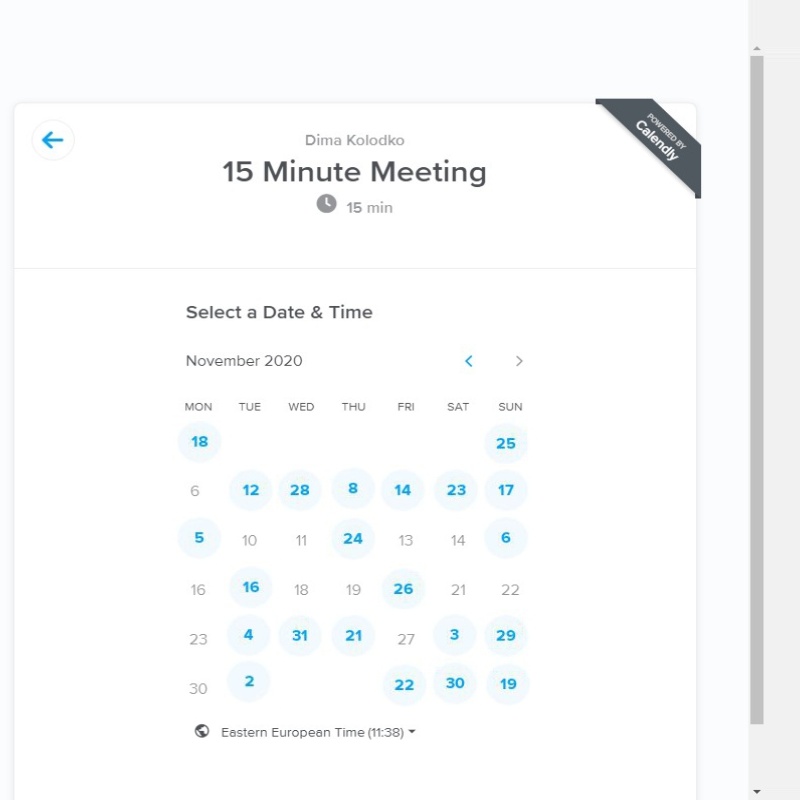 POWERED BY
Calendly
Dima Kolodko
15 Minute Meeting
15 min
Select a Date & Time
November 2020
MON TUE WED THU FRI SAT SUN
18 25
6 12 28 8 14 23 17
5 10 11 24 13 14 6
16 16 18 19 26 21 22
23 4 31 21 27 3 29
30 2 22 30 19
Eastern European Time (11:38)